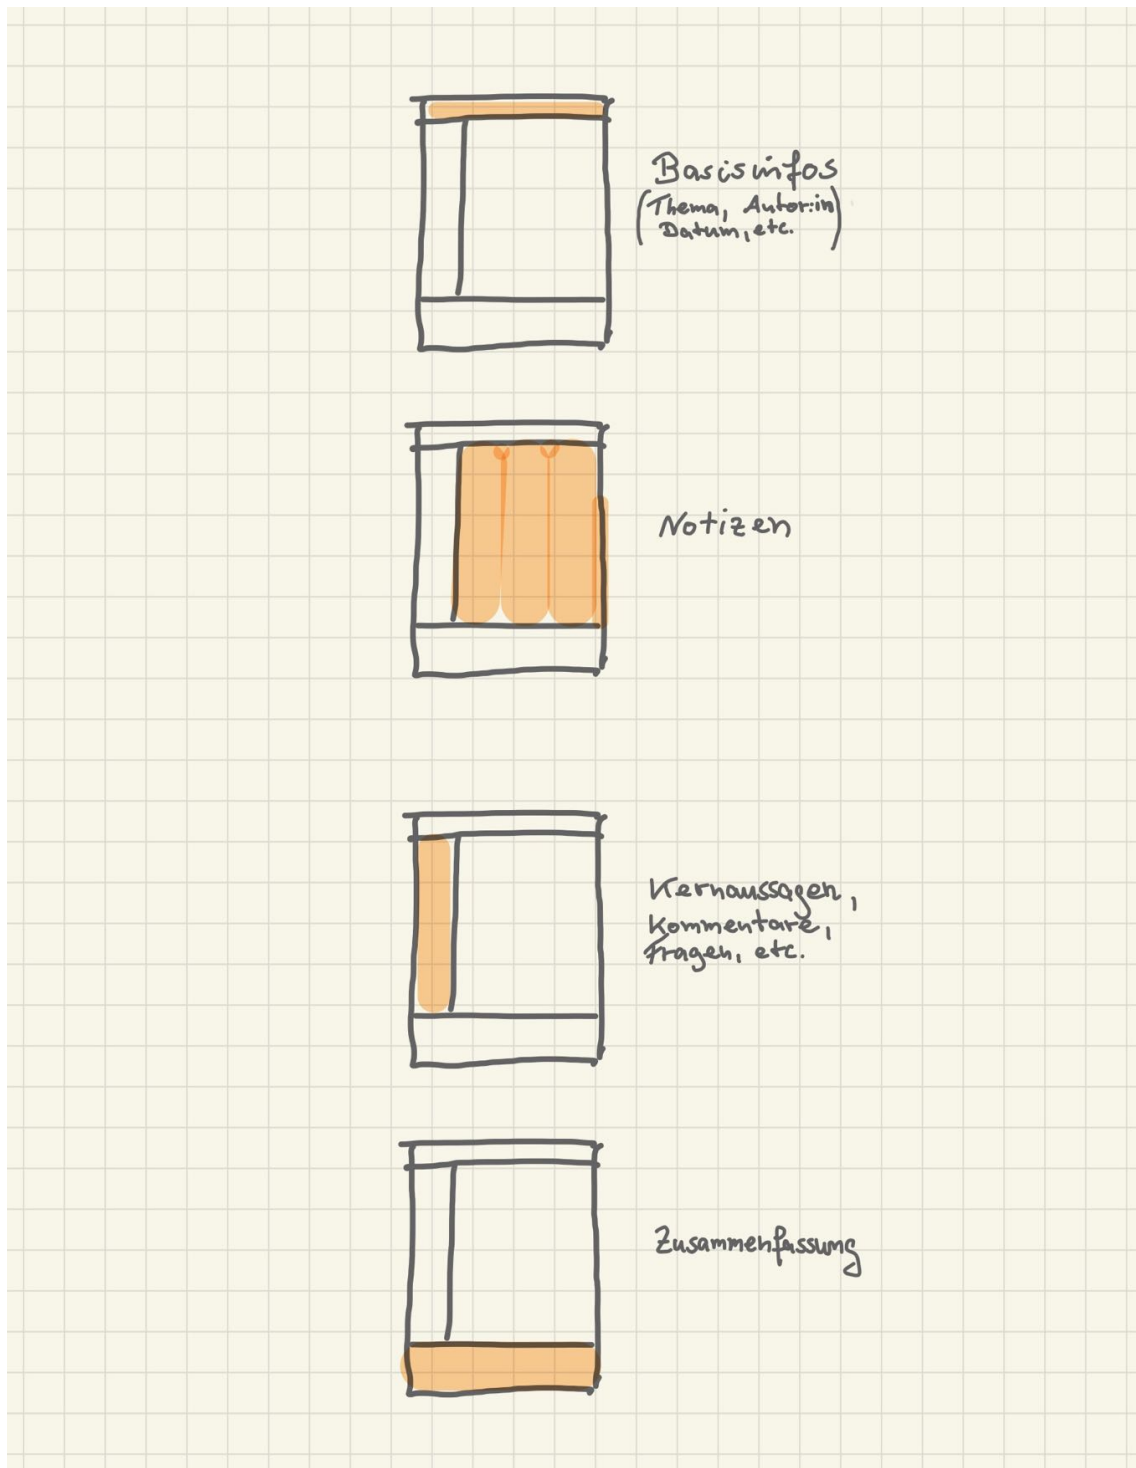 Basisinfos
(Thema, Autor:in
Datum, etc.)
Notizen
Kernaussagen,
Kommentare,
Fragen, etc.
Zusammenfassung